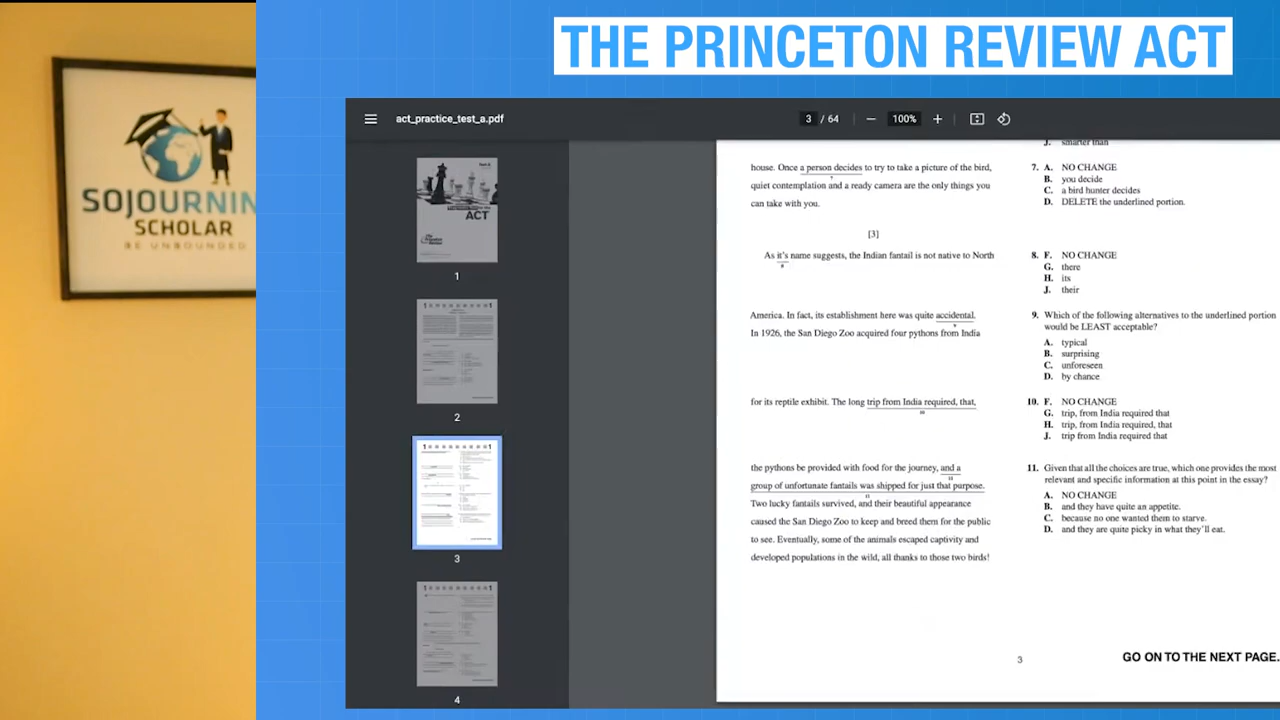 THE PRINCETON REVIEW ACT
SOJOURNIN
SCHOLAR
BE UNBOUNDED
act_practice_test_a.pdf
3 / 64
100%
ACT
1
2
3
4
house. Once a person decides to try to take a picture of the bird,
7
quiet contemplation and a ready camera are the only things you
can take with you.
[3]
As it's name suggests, the Indian fantail is not native to North
8
America. In fact, its establishment here was quite accidental.
9
In 1926, the San Diego Zoo acquired four pythons from India
for its reptile exhibit. The long trip from India required, that,
10
the pythons be provided with food for the journey, and a
11
group of unfortunate fantails was shipped for just that purpose.
11
Two lucky fantails survived, and their beautiful appearance
caused the San Diego Zoo to keep and breed them for the public
to see. Eventually, some of the animals escaped captivity and
developed populations in the wild, all thanks to those two birds!
J. smarter than
7. A. NO CHANGE
B. you decide
C. a bird hunter decides
D. DELETE the underlined portion.
8. F. NO CHANGE
G. there
H. its
J. their
9. Which of the following alternatives to the underlined portion
would be LEAST acceptable?
A. typical
B. surprising
C. unforeseen
D. by chance
10. F. NO CHANGE
G. trip, from India required that
H. trip, from India required, that
J. trip from India required that
11. Given that all the choices are true, which one provides the most
relevant and specific information at this point in the essay?
A. NO CHANGE
B. and they have quite an appetite.
C. because no one wanted them to starve.
D. and they are quite picky in what they'll eat.
3
GO ON TO THE NEXT PAGE.